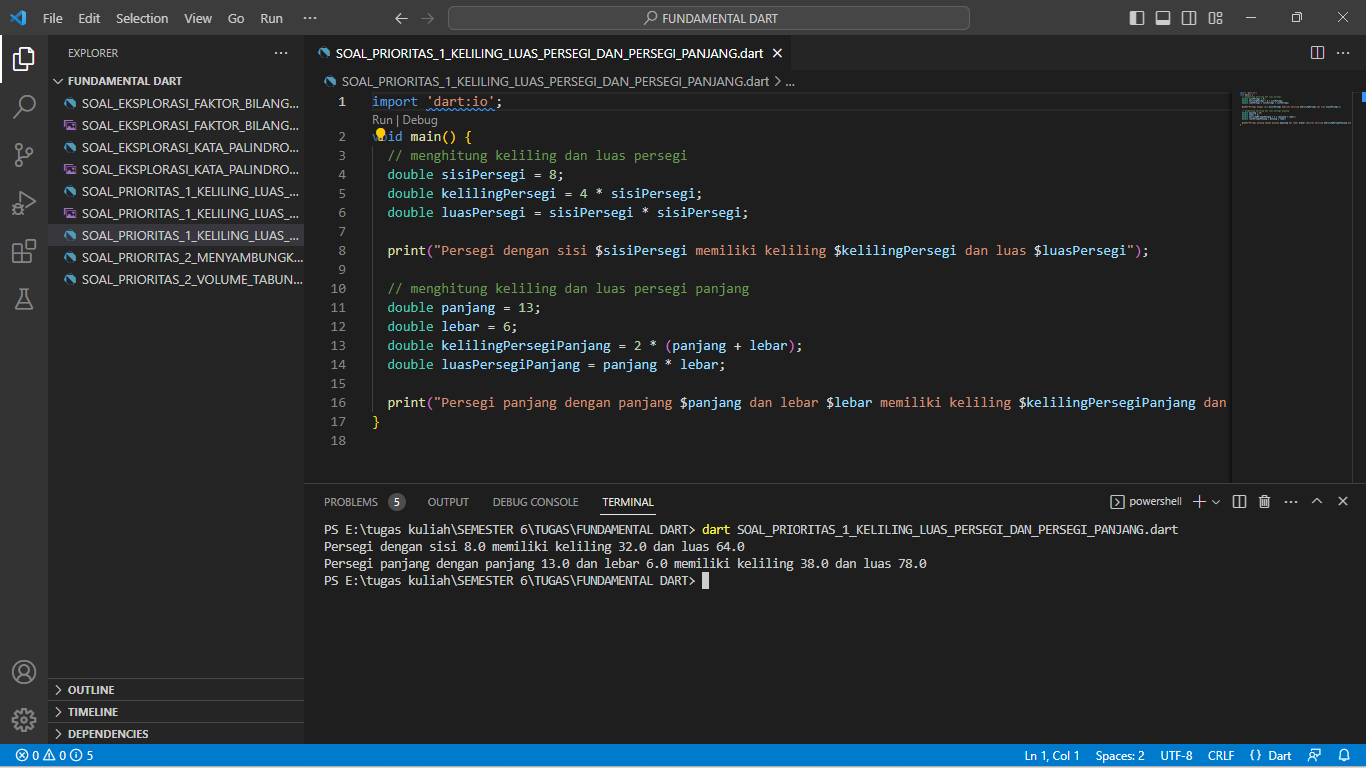 File Edit Selection View Go Run ··· FUNDAMENTAL DART
EXPLORER
FUNDAMENTAL DART
SOAL_EKSPLORASI_FAKTOR_BILANG...
SOAL_EKSPLORASI_FAKTOR_BILANG...
SOAL_EKSPLORASI_KATA_PALINDRO...
SOAL_EKSPLORASI_KATA_PALINDRO...
SOAL_PRIORITAS_1_KELILING_LUAS_...
SOAL_PRIORITAS_1_KELILING_LUAS_...
SOAL_PRIORITAS_1_KELILING_LUAS_...
SOAL_PRIORITAS_2_MENYAMBUNGK...
SOAL_PRIORITAS_2_VOLUME_TABUN...
OUTLINE
TIMELINE
DEPENDENCIES
SOAL_PRIORITAS_1_KELILING_LUAS_PERSEGI_DAN_PERSEGI_PANJANG.dart
SOAL_PRIORITAS_1_KELILING_LUAS_PERSEGI_DAN_PERSEGI_PANJANG.dart > ...
1 import 'dart:io';
Run | Debug
2 void main() {
3 // menghitung keliling dan luas persegi
4 double sisiPersegi = 8;
5 double kelilingPersegi = 4 * sisiPersegi;
6 double luasPersegi = sisiPersegi * sisiPersegi;
7
8 print("Persegi dengan sisi $sisiPersegi memiliki keliling $kelilingPersegi dan luas $luasPersegi");
9
10 // menghitung keliling dan luas persegi panjang
11 double panjang = 13;
12 double lebar = 6;
13 double kelilingPersegiPanjang = 2 * (panjang + lebar);
14 double luasPersegiPanjang = panjang * lebar;
15
16 print("Persegi panjang dengan panjang $panjang dan lebar $lebar memiliki keliling $kelilingPersegiPanjang dan
17 }
18
PROBLEMS 5 OUTPUT DEBUG CONSOLE TERMINAL powershell
PS E:\tugas kuliah\SEMESTER 6\TUGAS\FUNDAMENTAL DART> dart SOAL_PRIORITAS_1_KELILING_LUAS_PERSEGI_DAN_PERSEGI_PANJANG.dart
Persegi dengan sisi 8.0 memiliki keliling 32.0 dan luas 64.0
Persegi panjang dengan panjang 13.0 dan lebar 6.0 memiliki keliling 38.0 dan luas 78.0
PS E:\tugas kuliah\SEMESTER 6\TUGAS\FUNDAMENTAL DART>
0 0 5 Ln 1, Col 1 Spaces: 2 UTF-8 CRLF {} Dart